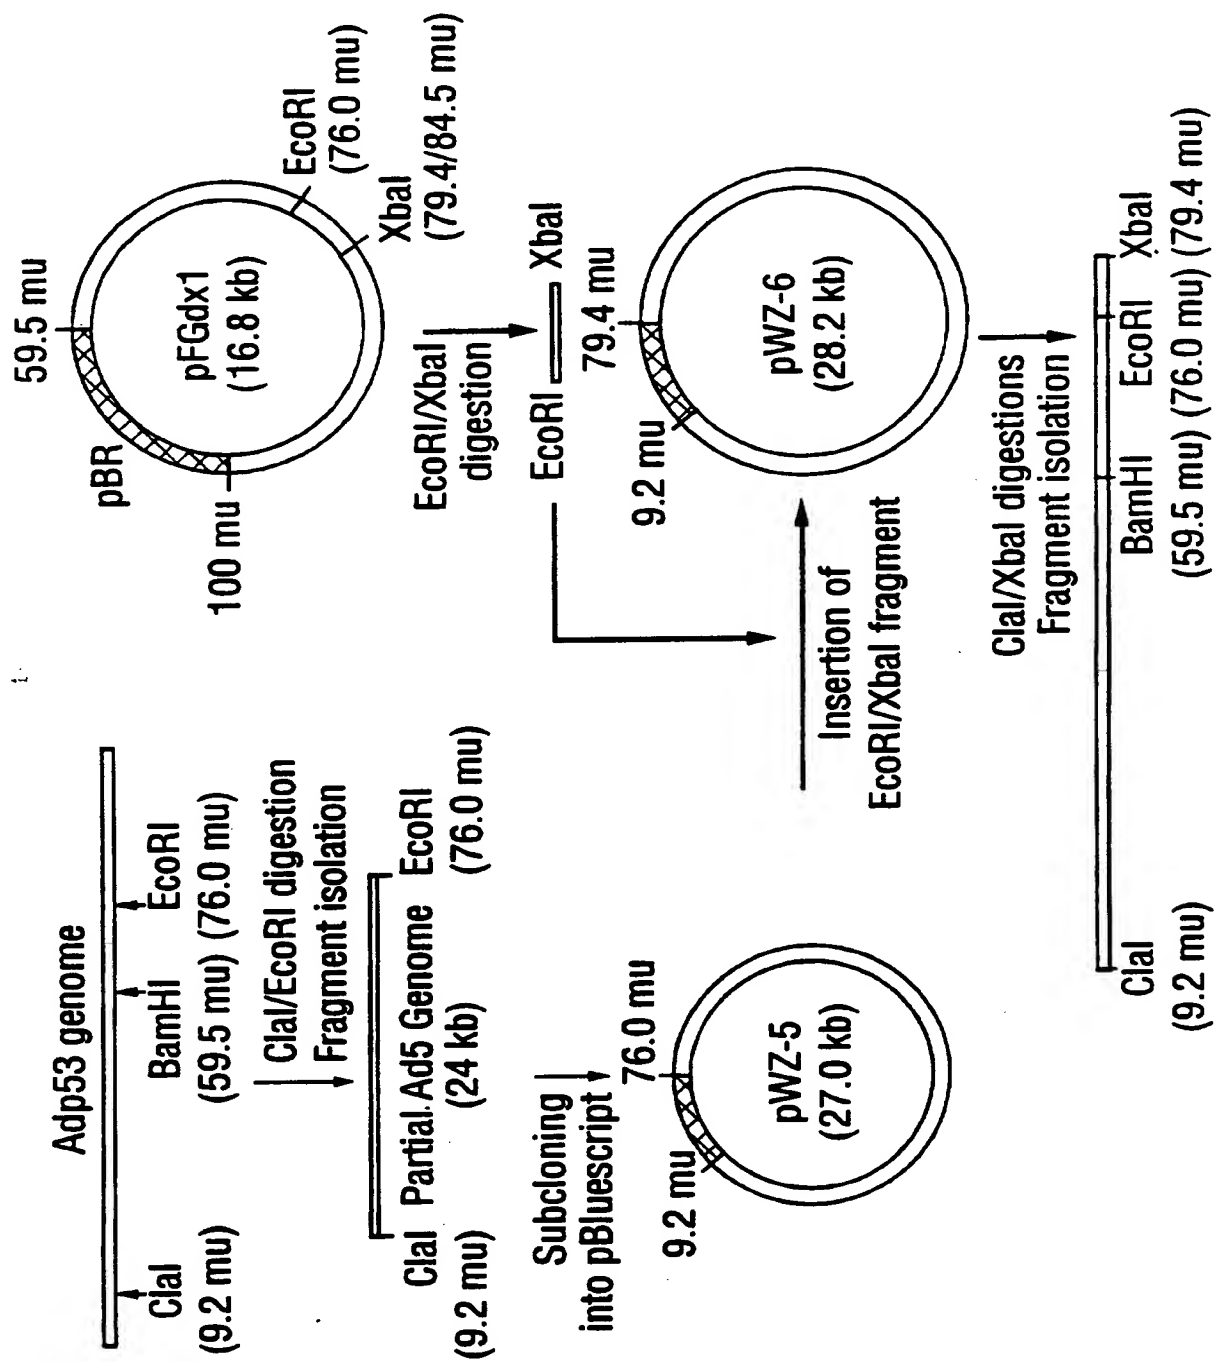 Adp53 genome
ClaI
(9.2 mu)
BamHI
(59.5 mu)
EcoRI
(76.0 mu)
ClaI/EcoRI digestion
Fragment isolation
ClaI
(9.2 mu)
Partial Ad5 Genome
(24 kb)
EcoRI
(76.0 mu)
Subcloning
into pBluescript
76.0 mu
9.2 mu
pWZ-5
(27.0 kb)
59.5 mu
pBR
100 mu
pFGdx1
(16.8 kb)
EcoRI
(76.0 mu)
XbaI
(79.4/84.5 mu)
EcoRI/XbaI
digestion
EcoRI
XbaI
Insertion of
EcoRI/XbaI fragment
79.4 mu
9.2 mu
pWZ-6
(28.2 kb)
ClaI/XbaI digestions
Fragment isolation
ClaI
(9.2 mu)
BamHI
(59.5 mu)
EcoRI
(76.0 mu)
XbaI
(79.4 mu)